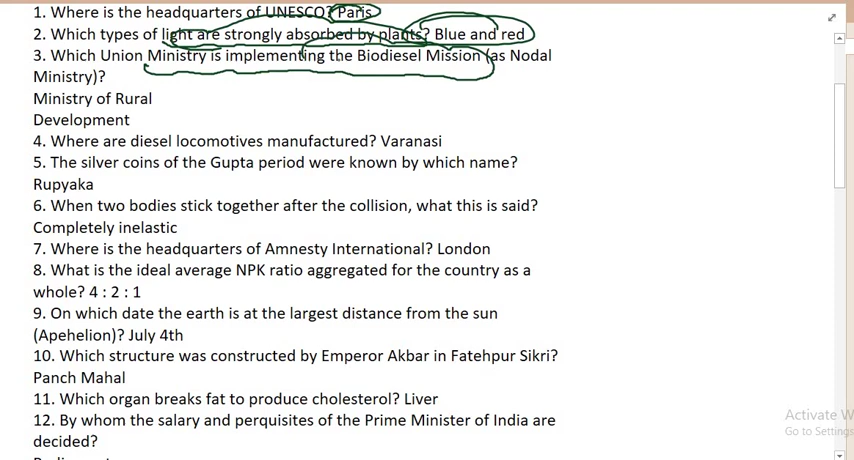 1. Where is the headquarters of UNESCO? Paris
2. Which types of light are strongly absorbed by plants? Blue and red
3. Which Union Ministry is implementing the Biodiesel Mission (as Nodal
Ministry)?
Ministry of Rural
Development
4. Where are diesel locomotives manufactured? Varanasi
5. The silver coins of the Gupta period were known by which name?
Rupyaka
6. When two bodies stick together after the collision, what this is said?
Completely inelastic
7. Where is the headquarters of Amnesty International? London
8. What is the ideal average NPK ratio aggregated for the country as a
whole? 4 : 2 : 1
9. On which date the earth is at the largest distance from the sun
(Apehelion)? July 4th
10. Which structure was constructed by Emperor Akbar in Fatehpur Sikri?
Panch Mahal
11. Which organ breaks fat to produce cholesterol? Liver
12. By whom the salary and perquisites of the Prime Minister of India are
decided?
Activate W
Go to Settings